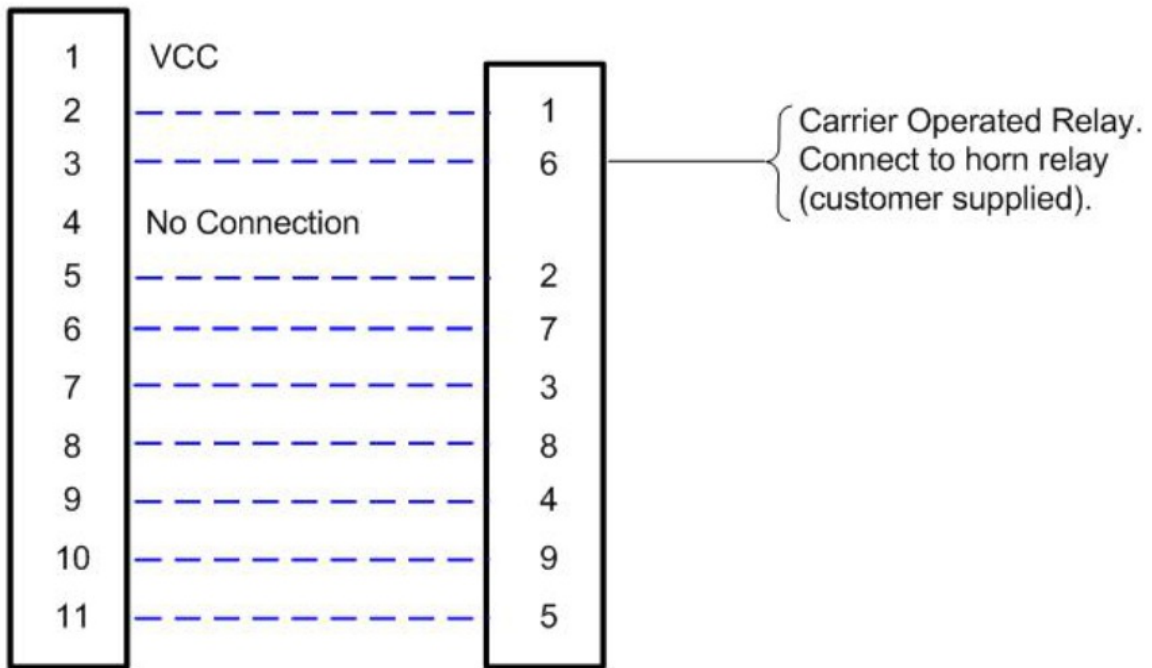 1 VCC
2 1
3 6
Carrier Operated Relay.
Connect to horn relay
(customer supplied).
4 No Connection
5 2
6 7
7 3
8 8
9 4
10 9
11 5